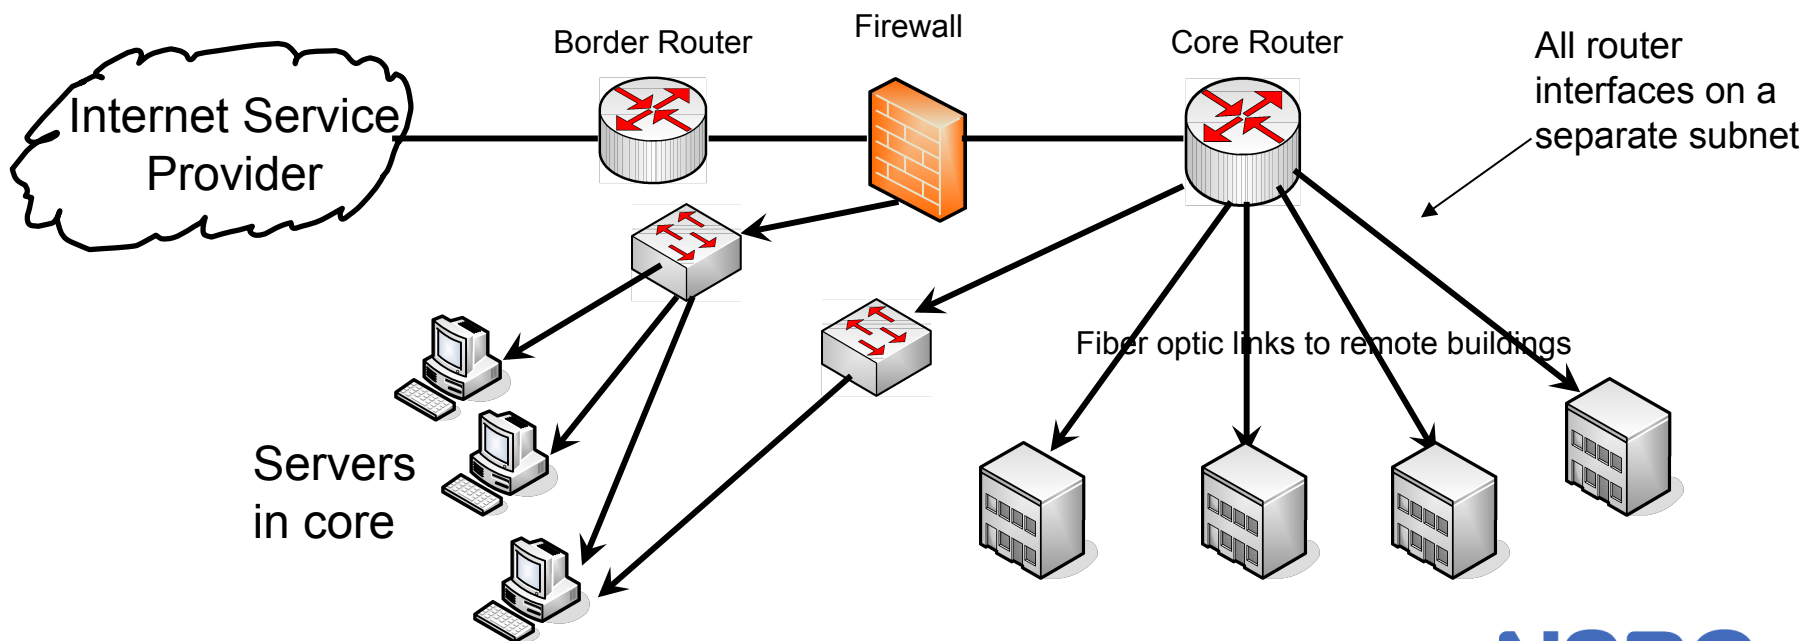 Firewall
Border Router
Core Router
All router
interfaces on a
separate subnet
Internet Service
Provider
Fiber optic links to remote buildings
Servers
in core